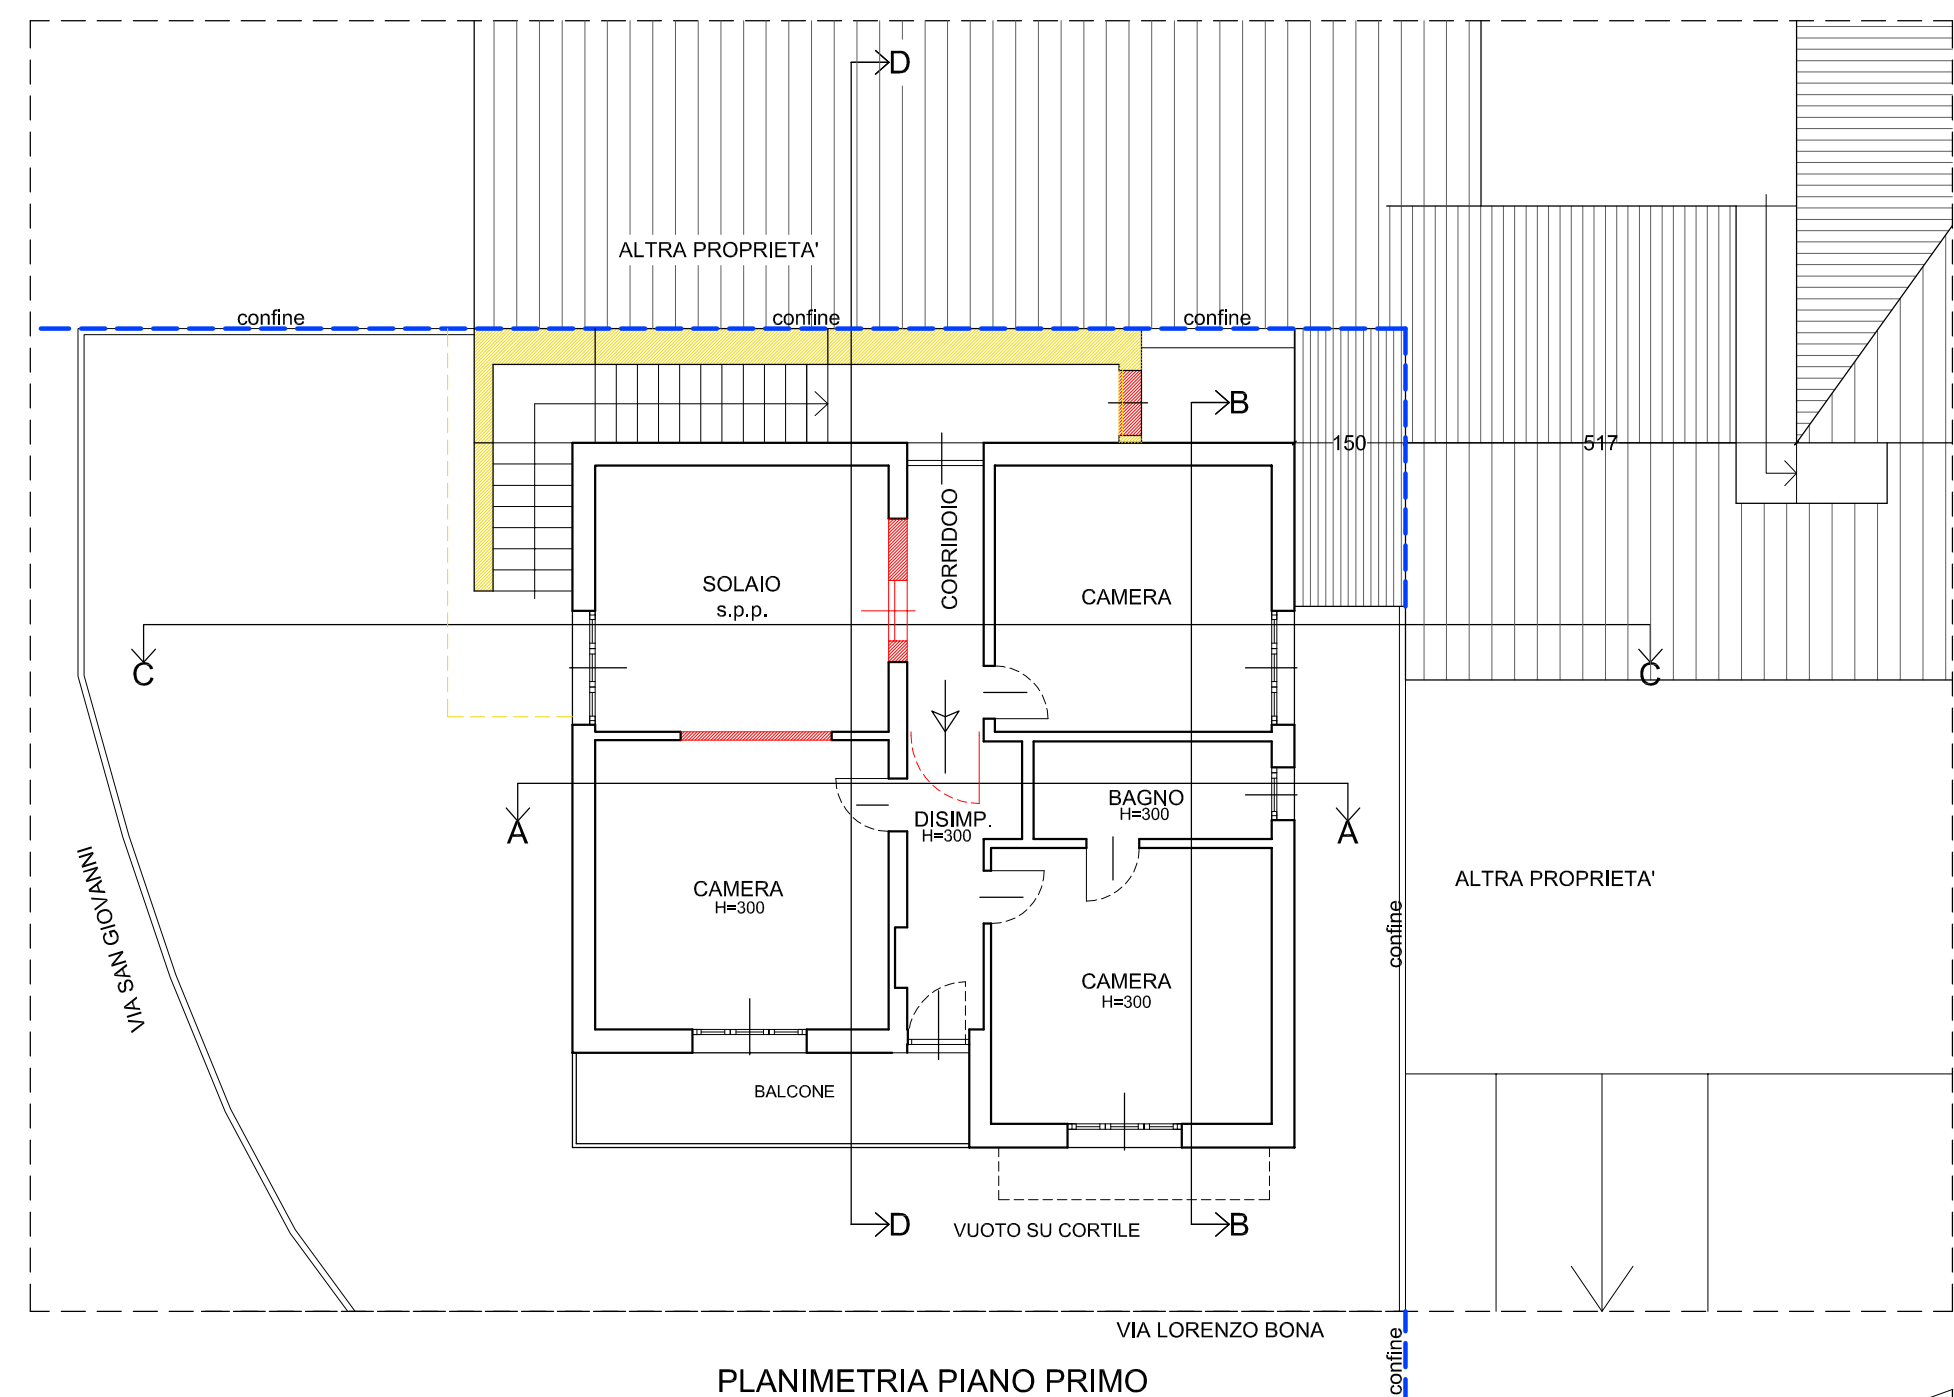 D
ALTRA PROPRIETA'
confine
confine
confine
B
150
517
CORRIDOIO
SOLAIO
s.p.p.
CAMERA
C
C
A
BAGNO
H=300
DISIMP.
H=300
A
VIA SAN GIOVANNI
CAMERA
H=300
ALTRA PROPRIETA'
confine
CAMERA
H=300
BALCONE
D
VUOTO SU CORTILE
B
VIA LORENZO BONA
confine
PLANIMETRIA PIANO PRIMO